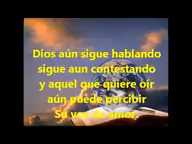 Dios aún sigue hablando
sigue aun contestando
y aquel que quiere oír
aún puede percibir
Su voz de amor.